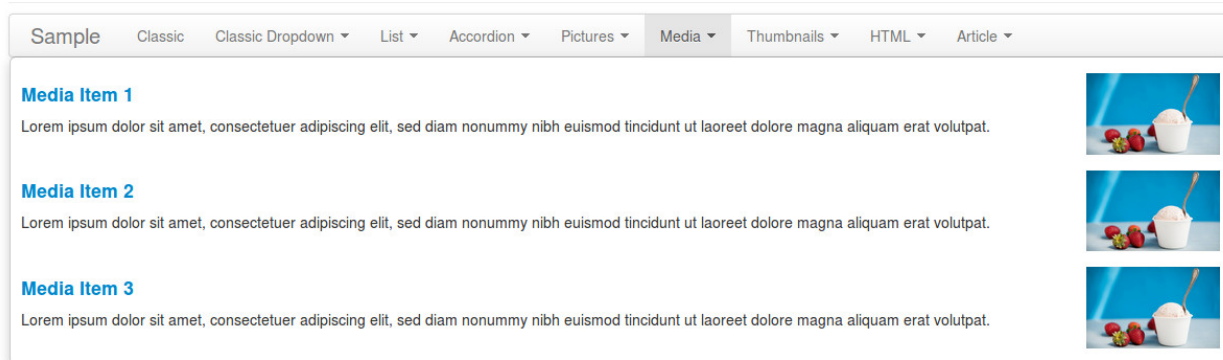 Sample Classic Classic Dropdown List Accordion Pictures Media Thumbnails HTML Article
Media Item 1
Lorem ipsum dolor sit amet, consectetuer adipiscing elit, sed diam nonummy nibh euismod tincidunt ut laoreet dolore magna aliquam erat volutpat.
Media Item 2
Lorem ipsum dolor sit amet, consectetuer adipiscing elit, sed diam nonummy nibh euismod tincidunt ut laoreet dolore magna aliquam erat volutpat.
Media Item 3
Lorem ipsum dolor sit amet, consectetuer adipiscing elit, sed diam nonummy nibh euismod tincidunt ut laoreet dolore magna aliquam erat volutpat.